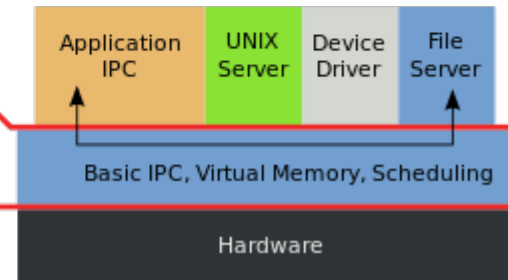 Application
IPC
UNIX
Server
Device
Driver
File
Server
Basic IPC, Virtual Memory, Scheduling
Hardware